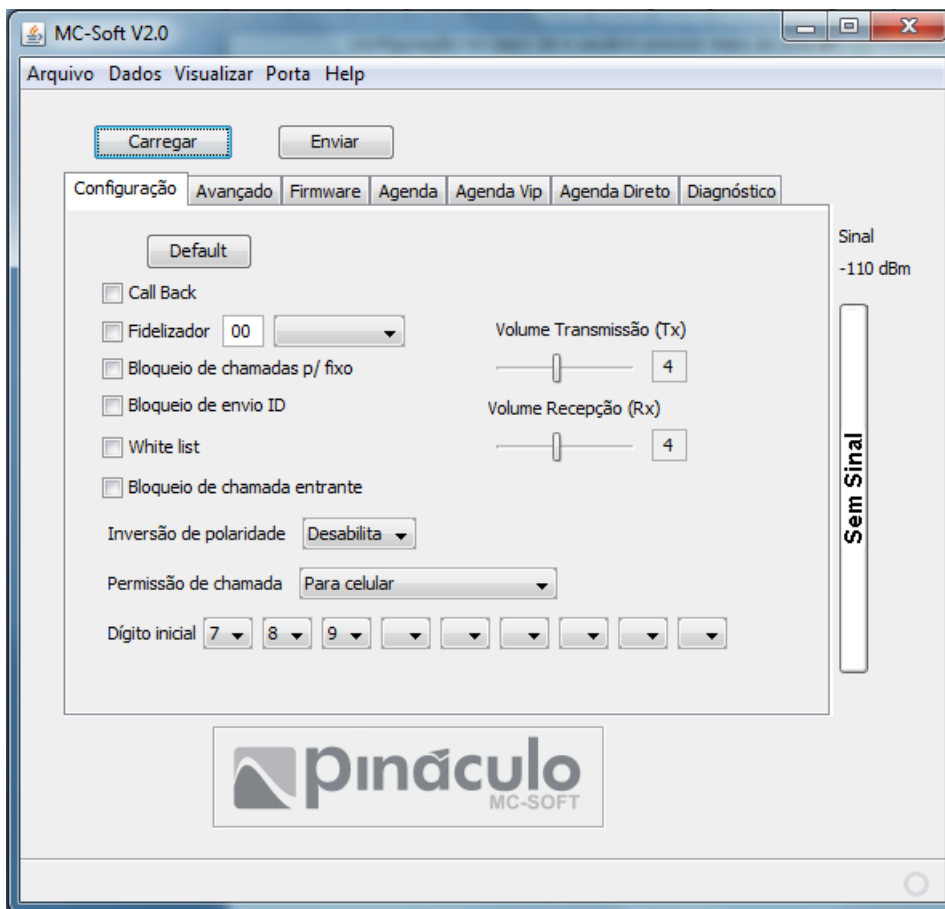 MC-Soft V2.0
Arquivo Dados Visualizar Porta Help
Carregar Enviar
Configuração Avançado Firmware Agenda Agenda Vip Agenda Direto Diagnóstico
Default
Sinal
-110 dBm
Call Back
Fidelizador 00
Volume Transmissão (Tx)
4
Bloqueio de chamadas p/ fixo
Bloqueio de envio ID
Volume Recepção (Rx)
4
White list
Bloqueio de chamada entrante
Sem Sinal
Inversão de polaridade Desabilita
Permissão de chamada Para celular
Dígito inicial 7 8 9
pináculo
MC-SOFT